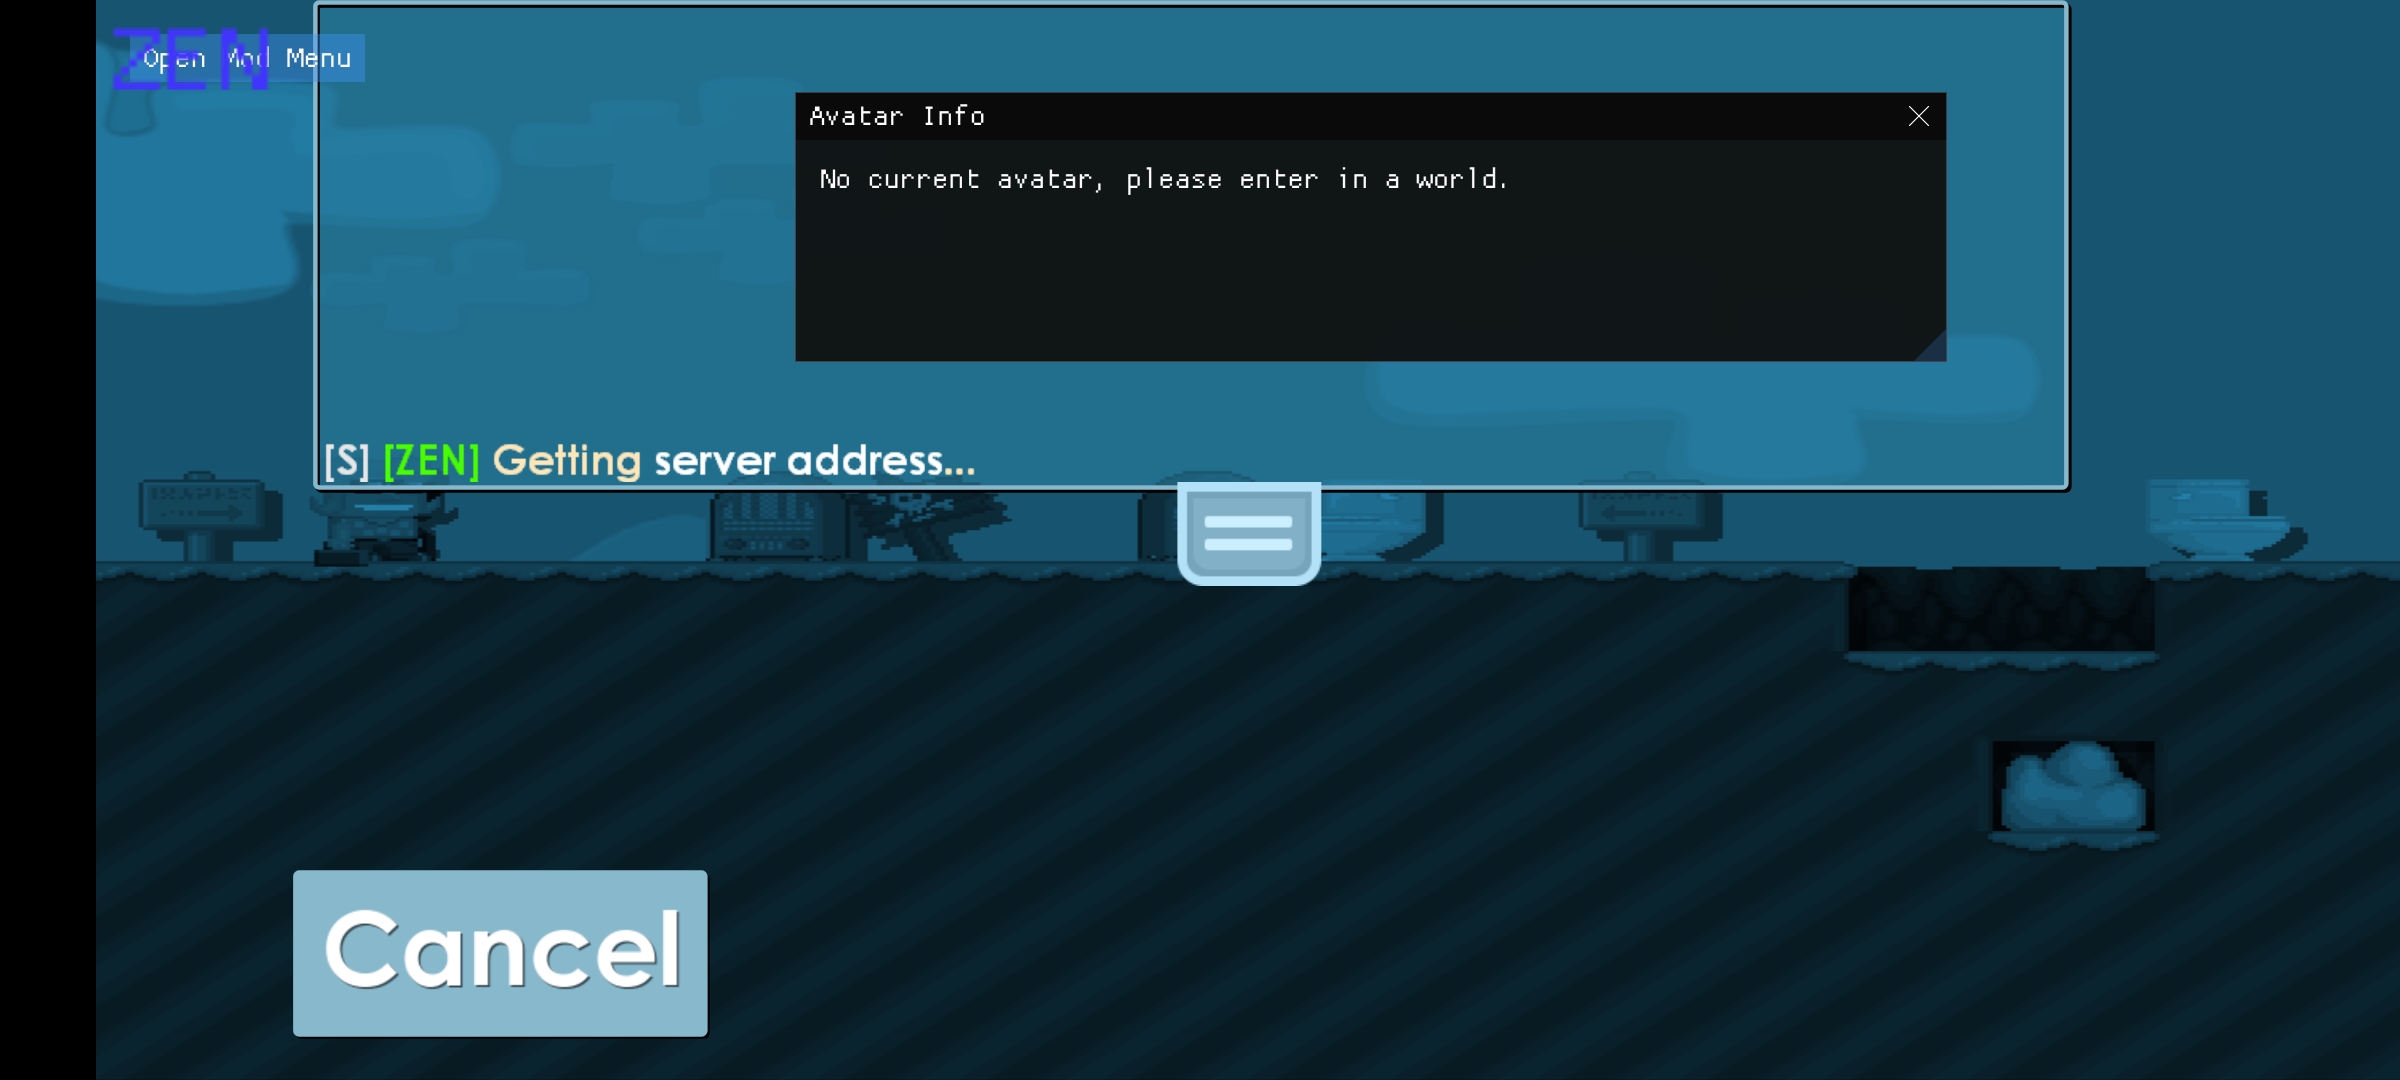 ZEN
Open Mod Menu
Avatar Info
No current avatar, please enter in a world.
[S] [ZEN] Getting server address...
Cancel